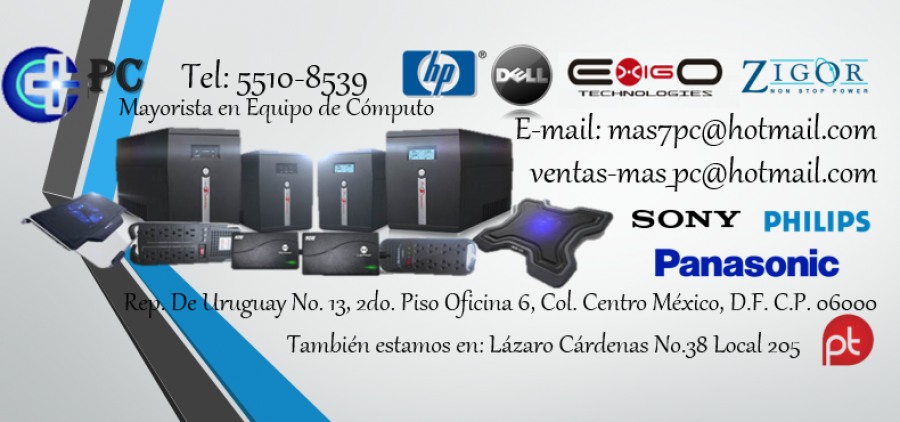 PC
Tel: 5510-8539
hp
DELL
EXIGO
TECHNOLOGIES
ZIGOR
NON STOP POWER
Mayorista en Equipo de Cómputo
E-mail: mas7pc@hotmail.com
ventas-mas_pc@hotmail.com
SONY
PHILIPS
Panasonic
Rep. De Uruguay No. 13, 2do. Piso Oficina 6, Col. Centro México, D.F. C.P. 06000
También estamos en: Lázaro Cárdenas No.38 Local 205
pt